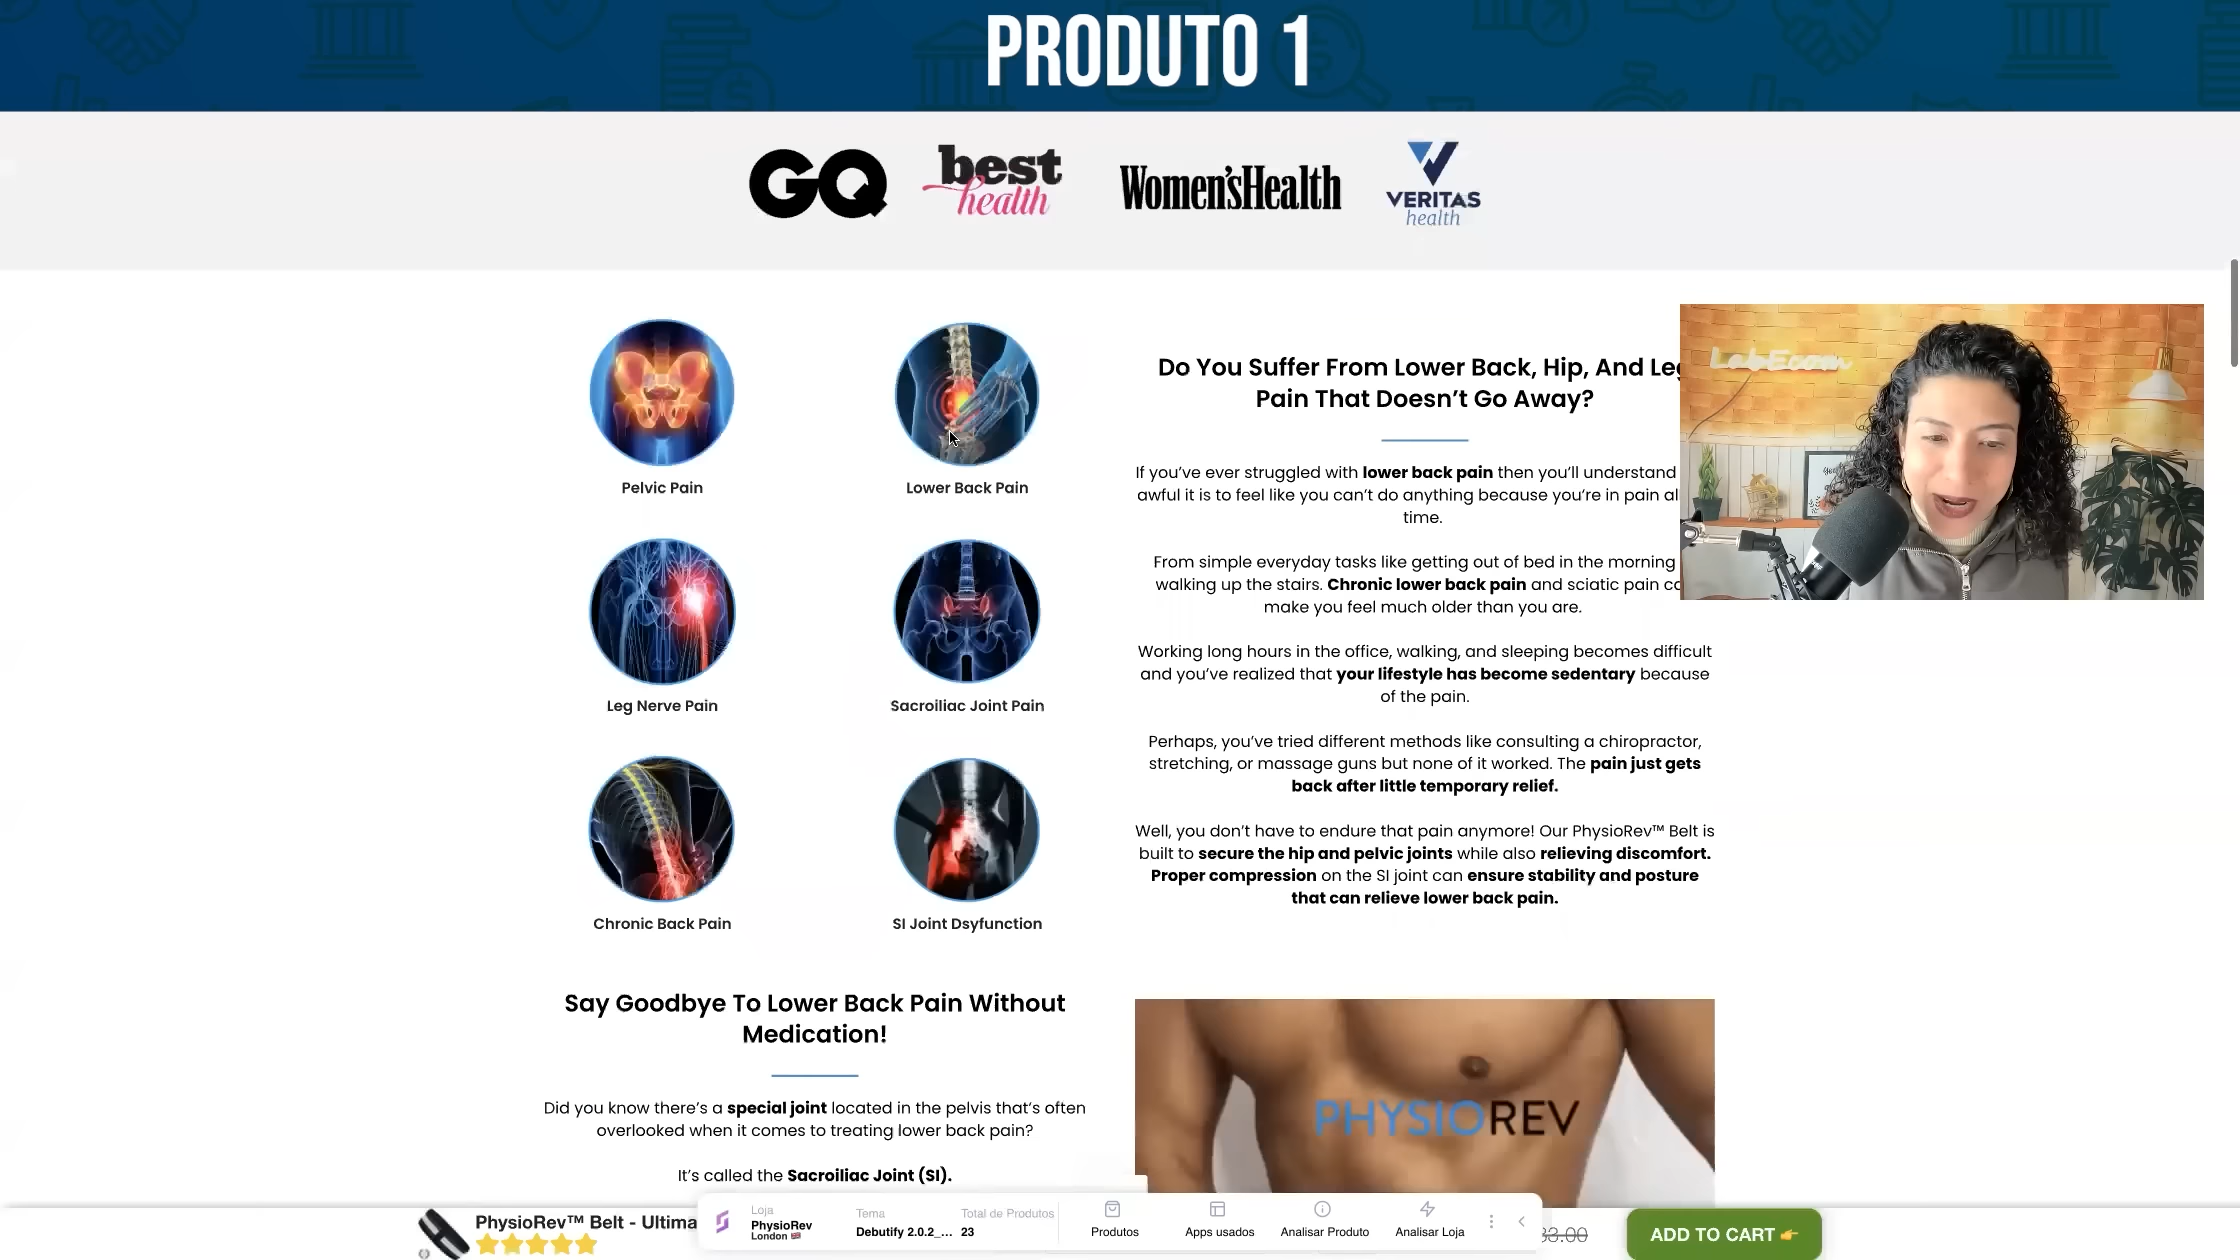 PRODUTO 1
GQ
best
health
Women'sHealth
VERITAS
health
Pelvic Pain
Lower Back Pain
Leg Nerve Pain
Sacroiliac Joint Pain
Chronic Back Pain
SI Joint Dsyfunction
Do You Suffer From Lower Back, Hip, And Leg
Pain That Doesn't Go Away?
If you've ever struggled with lower back pain then you'll understand
awful it is to feel like you can't do anything because you're in pain
time.
From simple everyday tasks like getting out of bed in the morning
walking up the stairs. Chronic lower back pain and sciatic pain
make you feel much older than you are.
Working long hours in the office, walking, and sleeping becomes difficult
and you've realized that your lifestyle has become sedentary because
of the pain.
Perhaps, you've tried different methods like consulting a chiropractor,
stretching, or massage guns but none of it worked. The pain just gets
back after little temporary relief.
Well, you don't have to endure that pain anymore! Our PhysioRev™ Belt is
built to secure the hip and pelvic joints while also relieving discomfort.
Proper compression on the SI joint can ensure stability and posture
that can relieve lower back pain.
LabEcom
Say Goodbye To Lower Back Pain Without
Medication!
Did you know there's a special joint located in the pelvis that's often
overlooked when it comes to treating lower back pain?
It's called the Sacroiliac Joint (SI).
PHYSIOREV
PhysioRev™ Belt - Ultima
Loja
PhysioRev
London 🇬🇧
Tema
Debutify 2.0.2_...
Total de Produtos
23
Produtos
Apps usados
Analisar Produto
Analisar Loja
3.00
ADD TO CART 👉